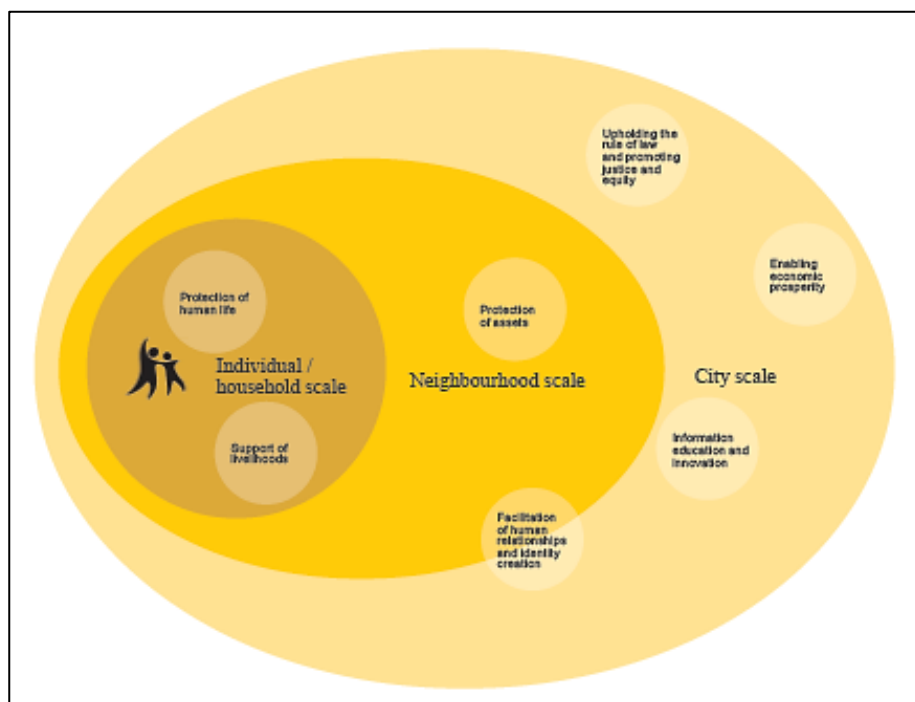 Upholding the
rule of law
and promoting
justice and
equity
Enabling
economic
prosperity
Protection of
human life
Protection
of assets
Individual /
household scale
Neighbourhood scale
City scale
Support of
livelihoods
Information
education and
innovation
Facilitation
of human
relationships
and identity
creation